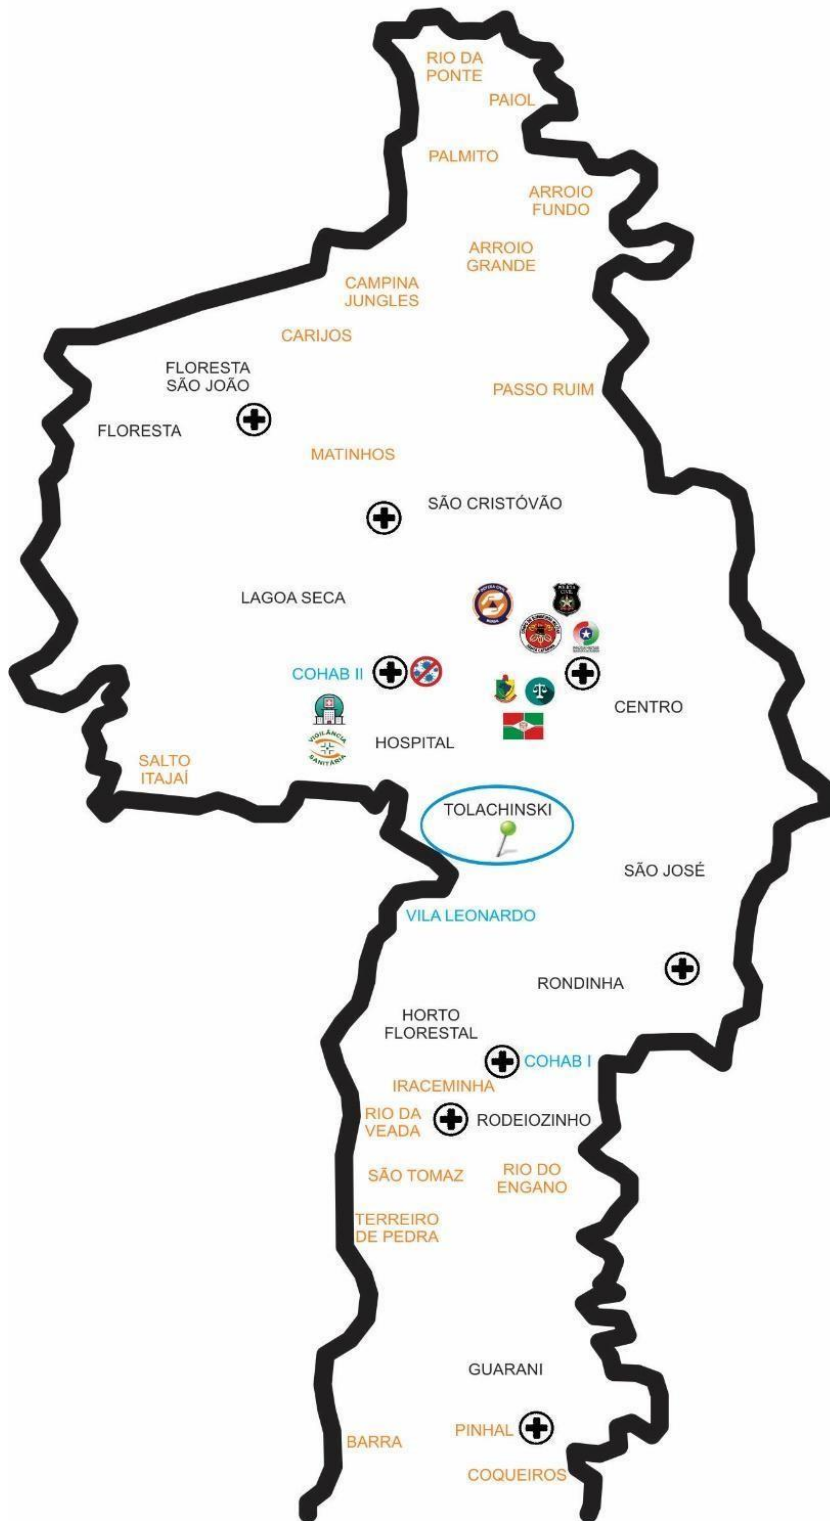 RIO DA
PONTE
PAIOL
PALMITO
ARROIO
FUNDO
ARROIO
GRANDE
CAMPINA
JUNGLES
CARIJOS
FLORESTA
SÃO JOÃO
PASSO RUIM
FLORESTA
MATINHOS
SÃO CRISTÓVÃO
LAGOA SECA
COHAB II
CENTRO
VIGILÂNCIA
SANITÁRIA
HOSPITAL
SALTO
ITAJAÍ
TOLACHINSKI
SÃO JOSÉ
VILA LEONARDO
RONDINHA
HORTO
FLORESTAL
COHAB I
IRACEMINHA
RIO DA
VEADA
RODEIOZINHO
SÃO TOMAZ
RIO DO
ENGANO
TERREIRO
DE PEDRA
GUARANI
BARRA
PINHAL
COQUEIROS